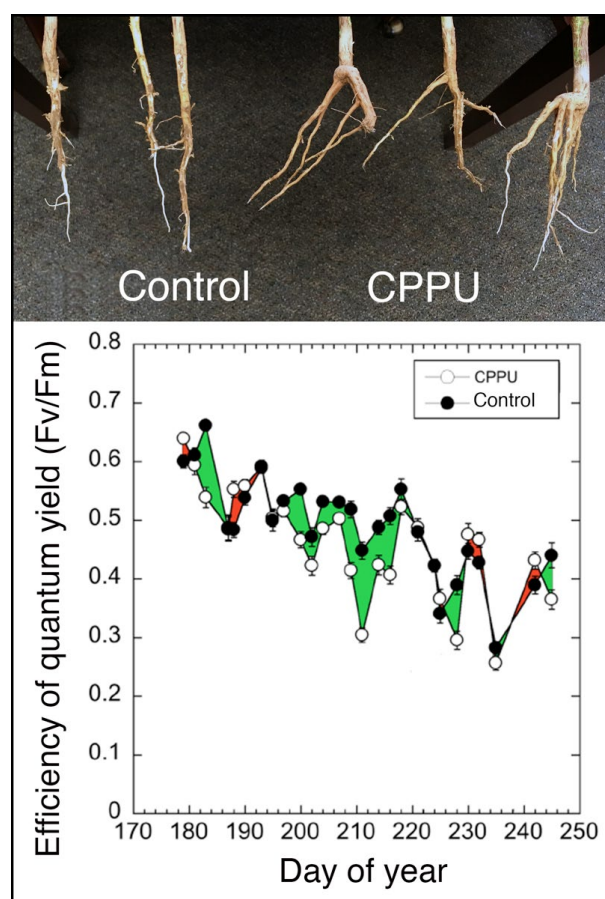 Control CPPU
0.8
0.7
0.6
0.5
0.4
0.3
0.2
0.1
0
Efficiency of quantum yield (Fv/Fm)
CPPU
Control
170 180 190 200 210 220 230 240 250
Day of year